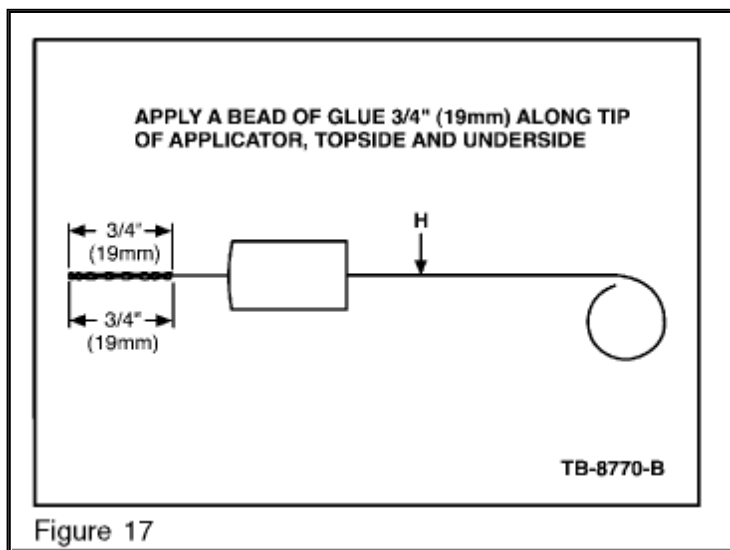 APPLY A BEAD OF GLUE 3/4" (19mm) ALONG TIP
OF APPLICATOR, TOPSIDE AND UNDERSIDE
H
3/4"
(19mm)
3/4"
(19mm)
TB-8770-B
Figure 17